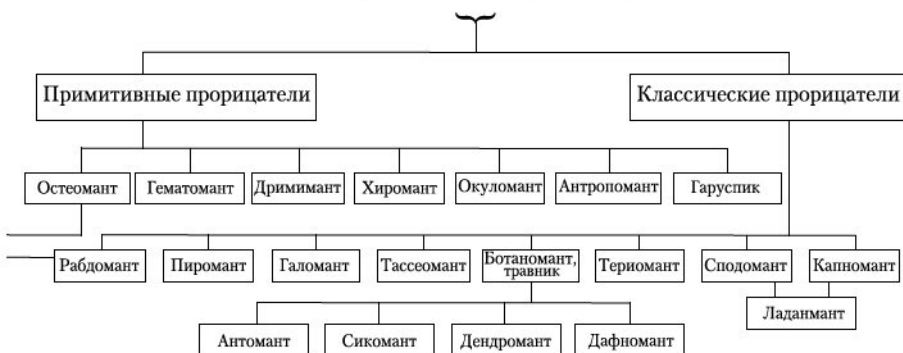 Примитивные прорицатели
Классические прорицатели
Остеомант
Гематомант
Дримимант
Хиромант
Окуломант
Антропомант
Гаруспик
Рабдомант
Пиромант
Галомант
Тассеомант
Ботаномант,
травник
Териомант
Сподомант
Капномант
Ладанмант
Антомант
Сикомант
Дендромант
Дафномант